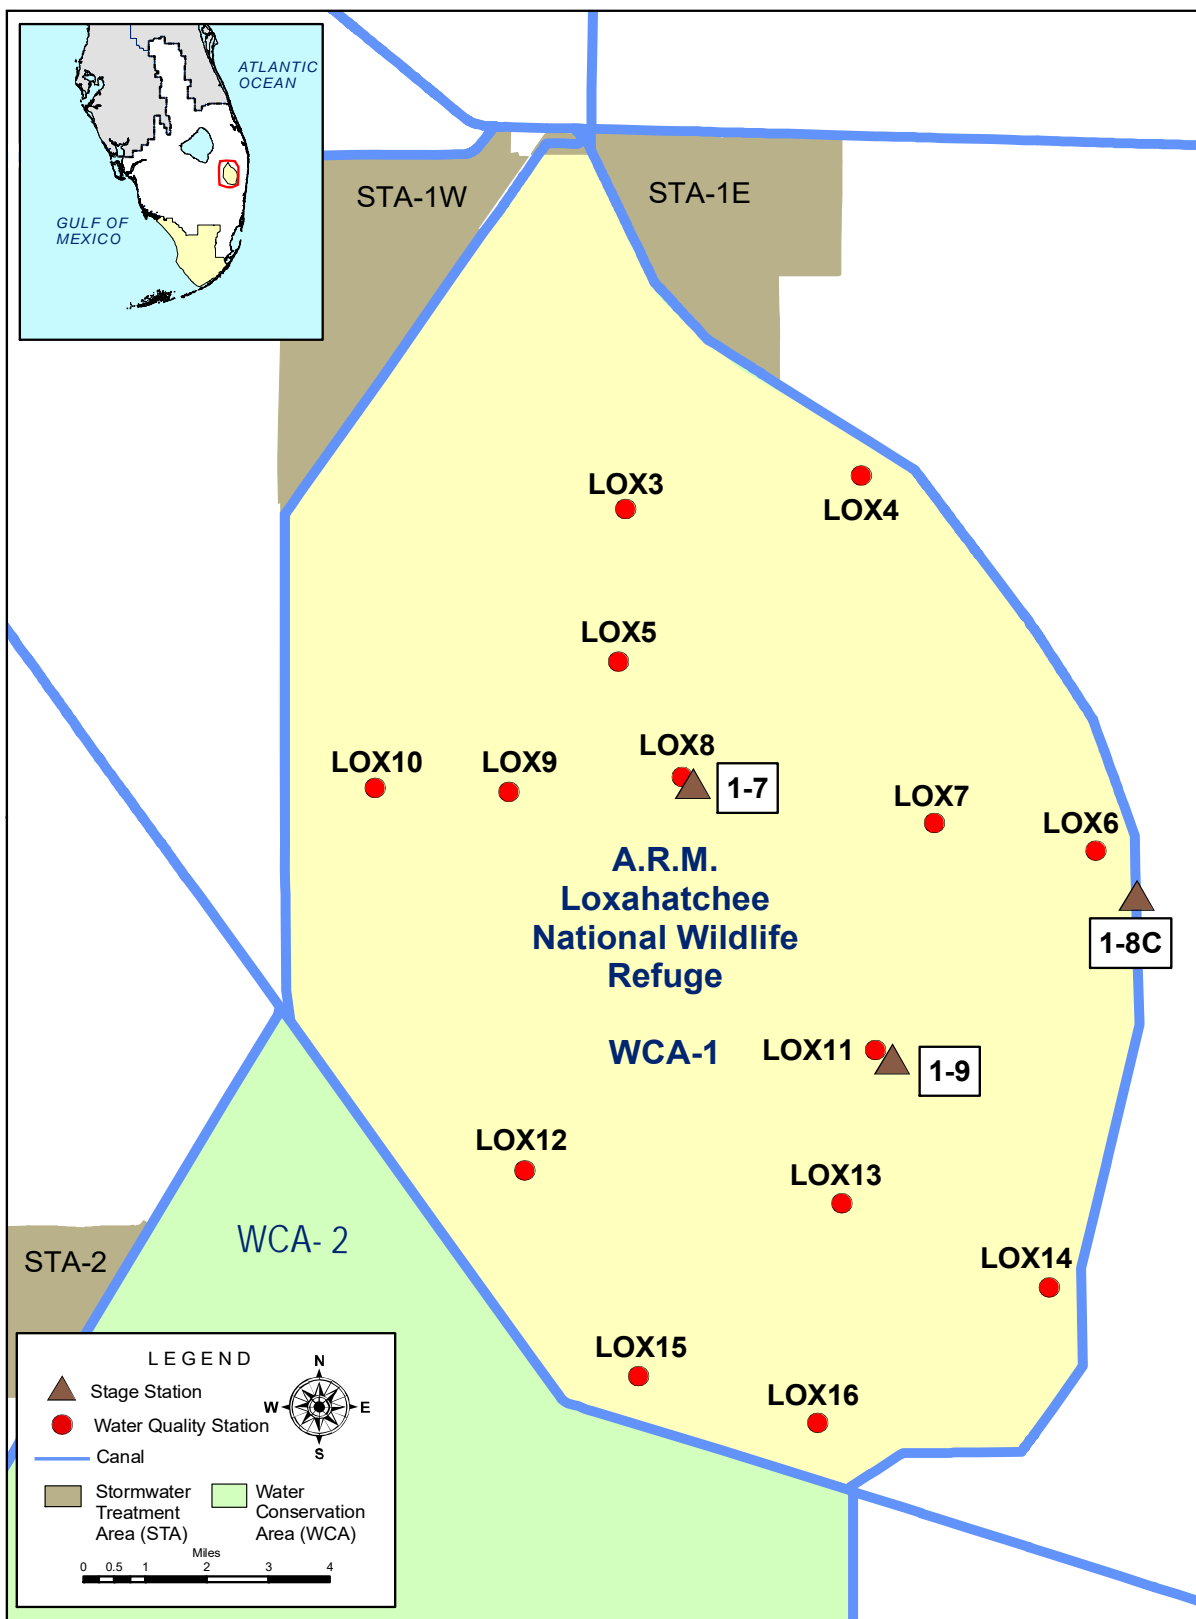 ATLANTIC
OCEAN
GULF OF
MEXICO
STA-1W
STA-1E
LOX3
LOX4
LOX5
LOX8
1-7
LOX10
LOX9
LOX7
LOX6
A.R.M.
Loxahatchee
National Wildlife
Refuge
1-8C
WCA-1
LOX11
1-9
LOX12
LOX13
WCA- 2
STA-2
LOX14
LOX15
LOX16
LEGEND
Stage Station
Water Quality Station
Canal
Stormwater
Treatment
Area (STA)
Water
Conservation
Area (WCA)
N
W
E
S
Miles
0 0.5 1 2 3 4